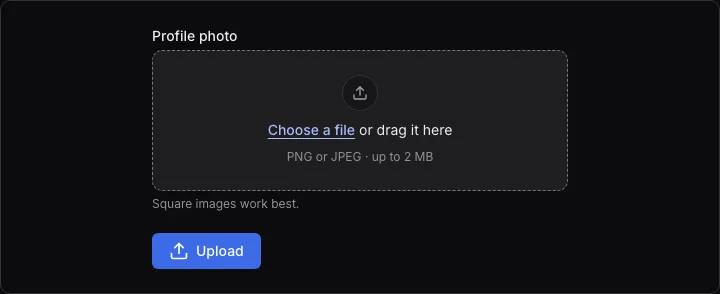 Profile photo
Choose a file or drag it here
PNG or JPEG · up to 2 MB
Square images work best.
Upload